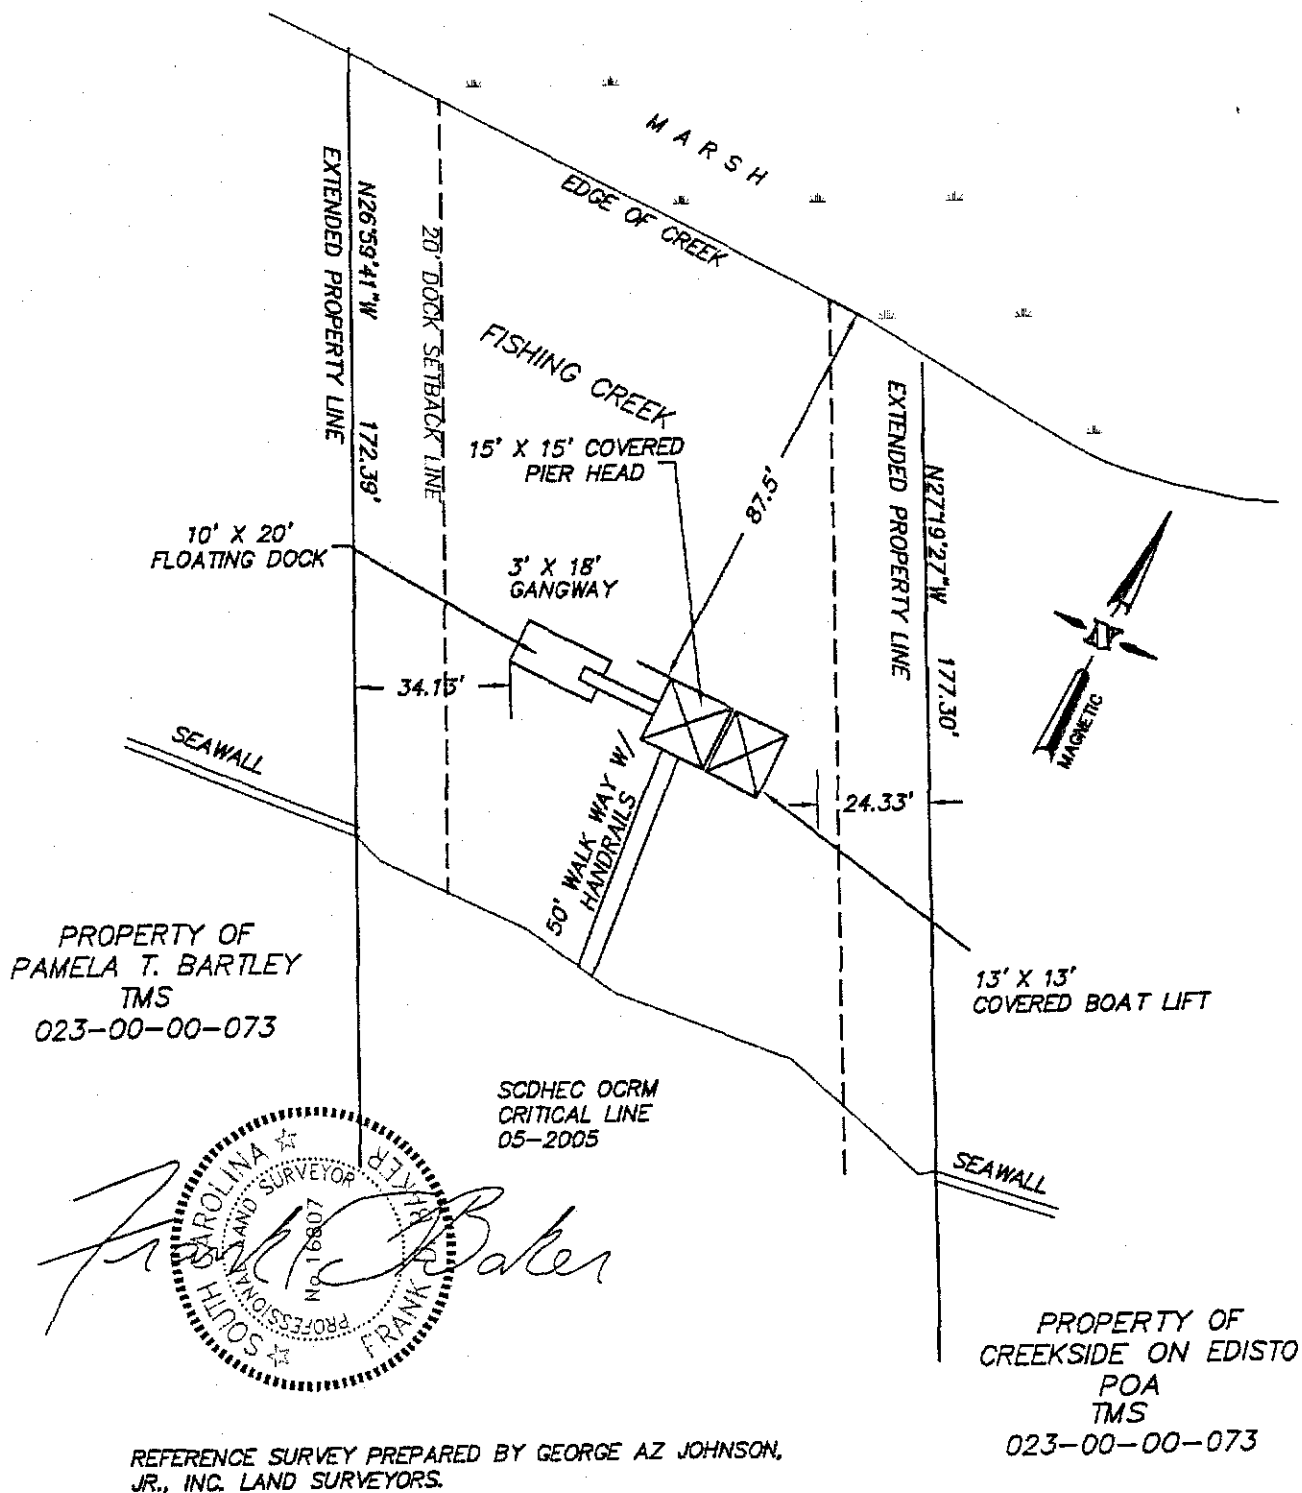 MARSH
EDGE OF CREEK
EXTENDED PROPERTY LINE
N26°59'41"W 172.39'
20' DOCK SETBACK LINE
FISHING CREEK
15' X 15' COVERED
PIER HEAD
87.5'
EXTENDED PROPERTY LINE
N27°19'27"W 177.30'
10' X 20'
FLOATING DOCK
3' X 18'
GANGWAY
N
MAGNETIC
34.13'
SEAWALL
24.33'
50' WALK WAY W/
HANDRAILS
PROPERTY OF
PAMELA T. BARTLEY
TMS
023-00-00-073
13' X 13'
COVERED BOAT LIFT
SCDHEC OCRM
CRITICAL LINE
05-2005
SEAWALL
SOUTH CAROLINA
PROFESSIONAL LAND SURVEYOR
No. 16807
FRANK BAKER
Frank Baker
PROPERTY OF
CREEKSIDE ON EDISTO
POA
TMS
023-00-00-073
REFERENCE SURVEY PREPARED BY GEORGE AZ JOHNSON,
JR., INC. LAND SURVEYORS.